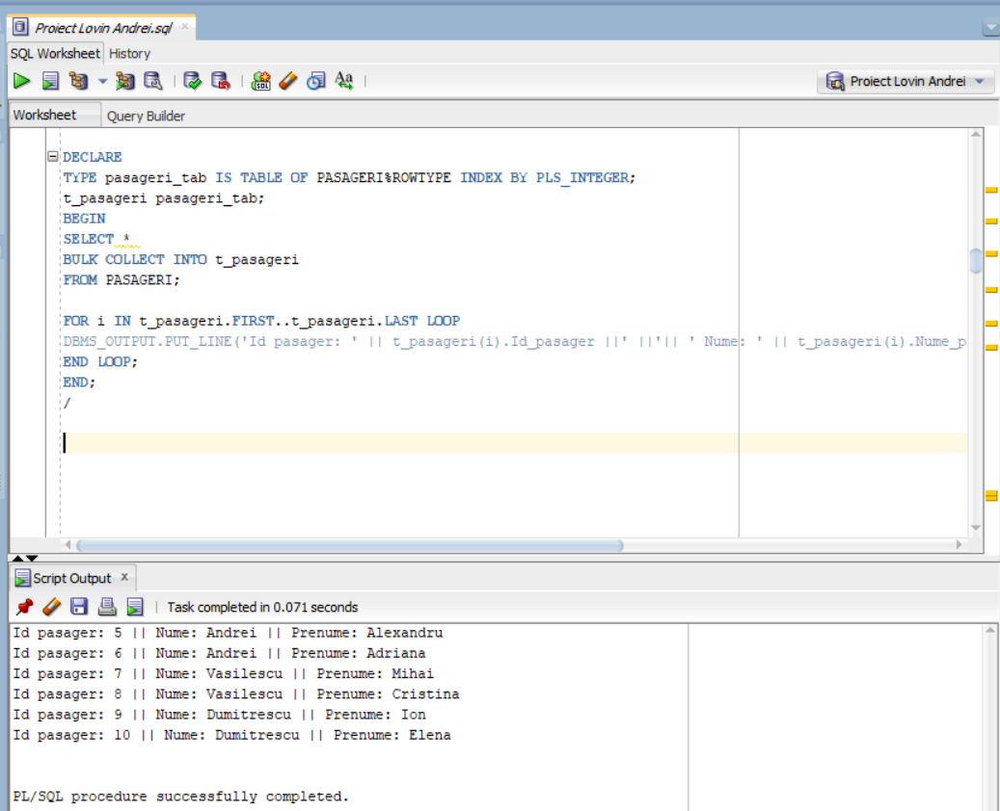 Proiect Lovin Andrei.sql
SQL Worksheet History
Proiect Lovin Andrei
Worksheet Query Builder
DECLARE
TYPE pasageri_tab IS TABLE OF PASAGERI%ROWTYPE INDEX BY PLS_INTEGER;
t_pasageri pasageri_tab;
BEGIN
SELECT *
BULK COLLECT INTO t_pasageri
FROM PASAGERI;
FOR i IN t_pasageri.FIRST..t_pasageri.LAST LOOP
DBMS_OUTPUT.PUT_LINE('Id pasager: ' || t_pasageri(i).Id_pasager ||' ||'|| ' Nume: ' || t_pasageri(i).Nume_p
END LOOP;
END;
/
Script Output x
Task completed in 0.071 seconds
Id pasager: 5 || Nume: Andrei || Prenume: Alexandru
Id pasager: 6 || Nume: Andrei || Prenume: Adriana
Id pasager: 7 || Nume: Vasilescu || Prenume: Mihai
Id pasager: 8 || Nume: Vasilescu || Prenume: Cristina
Id pasager: 9 || Nume: Dumitrescu || Prenume: Ion
Id pasager: 10 || Nume: Dumitrescu || Prenume: Elena
PL/SQL procedure successfully completed.